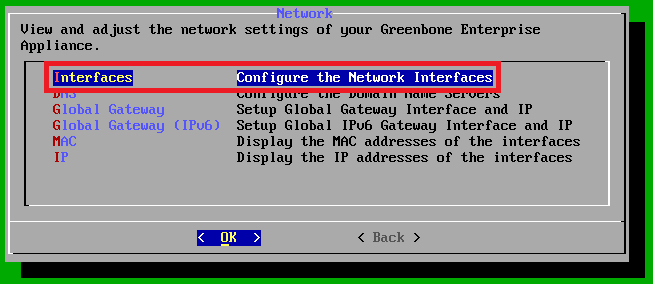 Network
View and adjust the network settings of your Greenbone Enterprise
Appliance.
Interfaces Configure the Network Interfaces
DNS Configure the Domain Name Servers
Global Gateway Setup Global Gateway Interface and IP
Global Gateway (IPv6) Setup Global IPv6 Gateway Interface and IP
MAC Display the MAC addresses of the interfaces
IP Display the IP addresses of the interfaces
< OK > < Back >